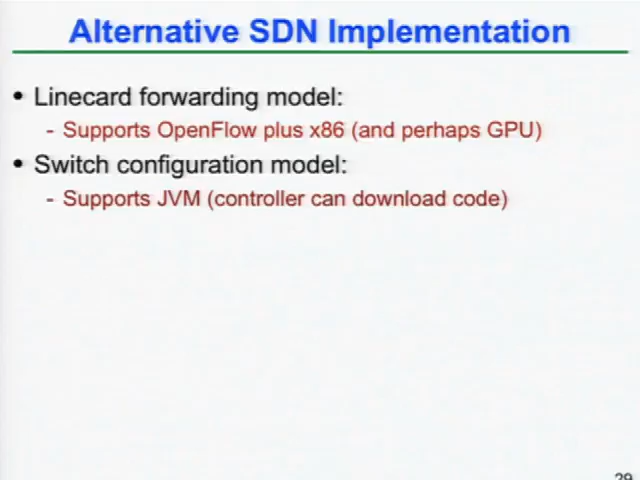 Alternative SDN Implementation
• Linecard forwarding model:
- Supports OpenFlow plus x86 (and perhaps GPU)
• Switch configuration model:
- Supports JVM (controller can download code)
29